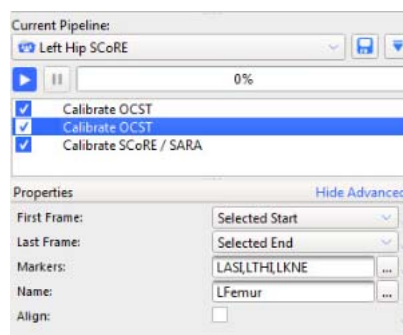 Current Pipeline:
Left Hip SCoRE
0%
Calibrate OCST
Calibrate OCST
Calibrate SCoRE / SARA
Properties Hide Advanced
First Frame: Selected Start
Last Frame: Selected End
Markers: LASI,LTHI,LKNE ...
Name: LFemur ...
Align: